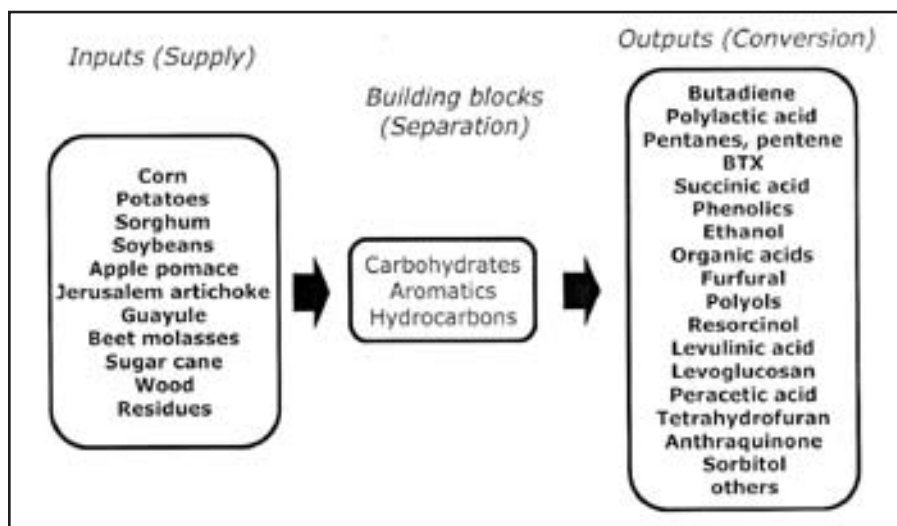 Inputs (Supply)
Corn
Potatoes
Sorghum
Soybeans
Apple pomace
Jerusalem artichoke
Guayule
Beet molasses
Sugar cane
Wood
Residues
Building blocks
(Separation)
Carbohydrates
Aromatics
Hydrocarbons
Outputs (Conversion)
Butadiene
Polylactic acid
Pentanes, pentene
BTX
Succinic acid
Phenolics
Ethanol
Organic acids
Furfural
Polyols
Resorcinol
Levulinic acid
Levoglucosan
Peracetic acid
Tetrahydrofuran
Anthraquinone
Sorbitol
others